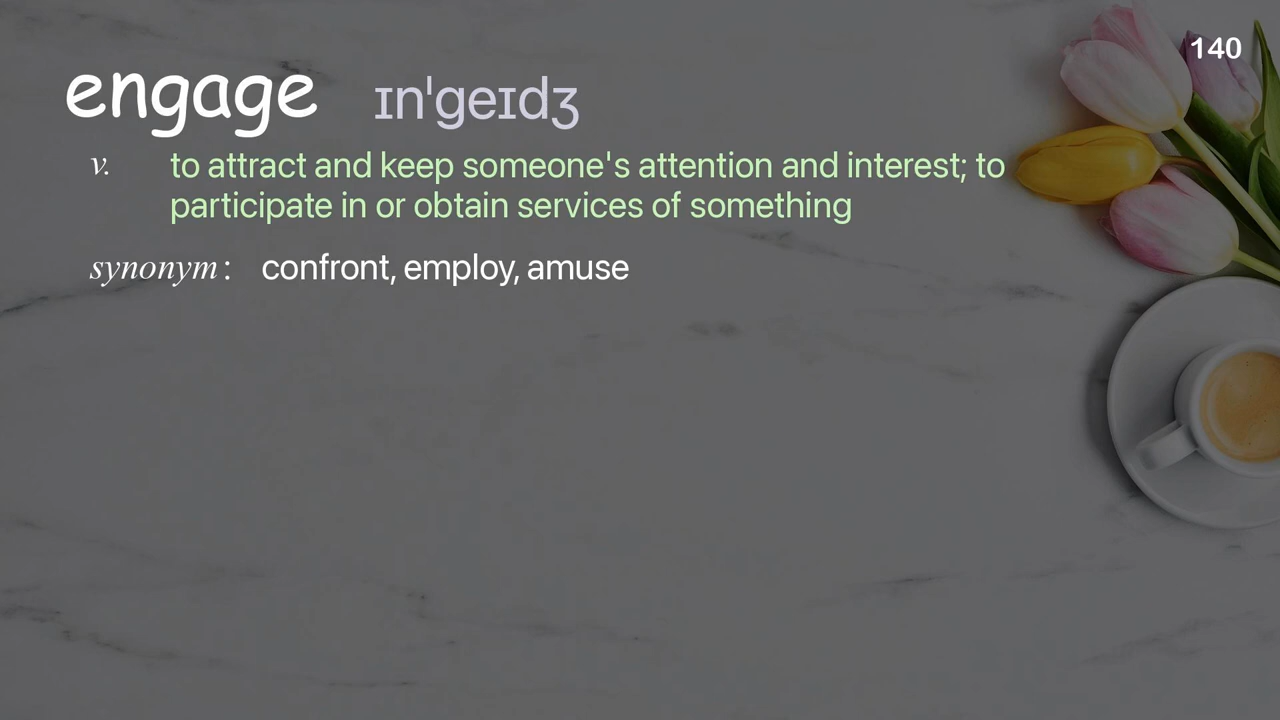 140
engage ɪnˈgeɪdʒ
v. to attract and keep someone's attention and interest; to
participate in or obtain services of something
synonym : confront, employ, amuse